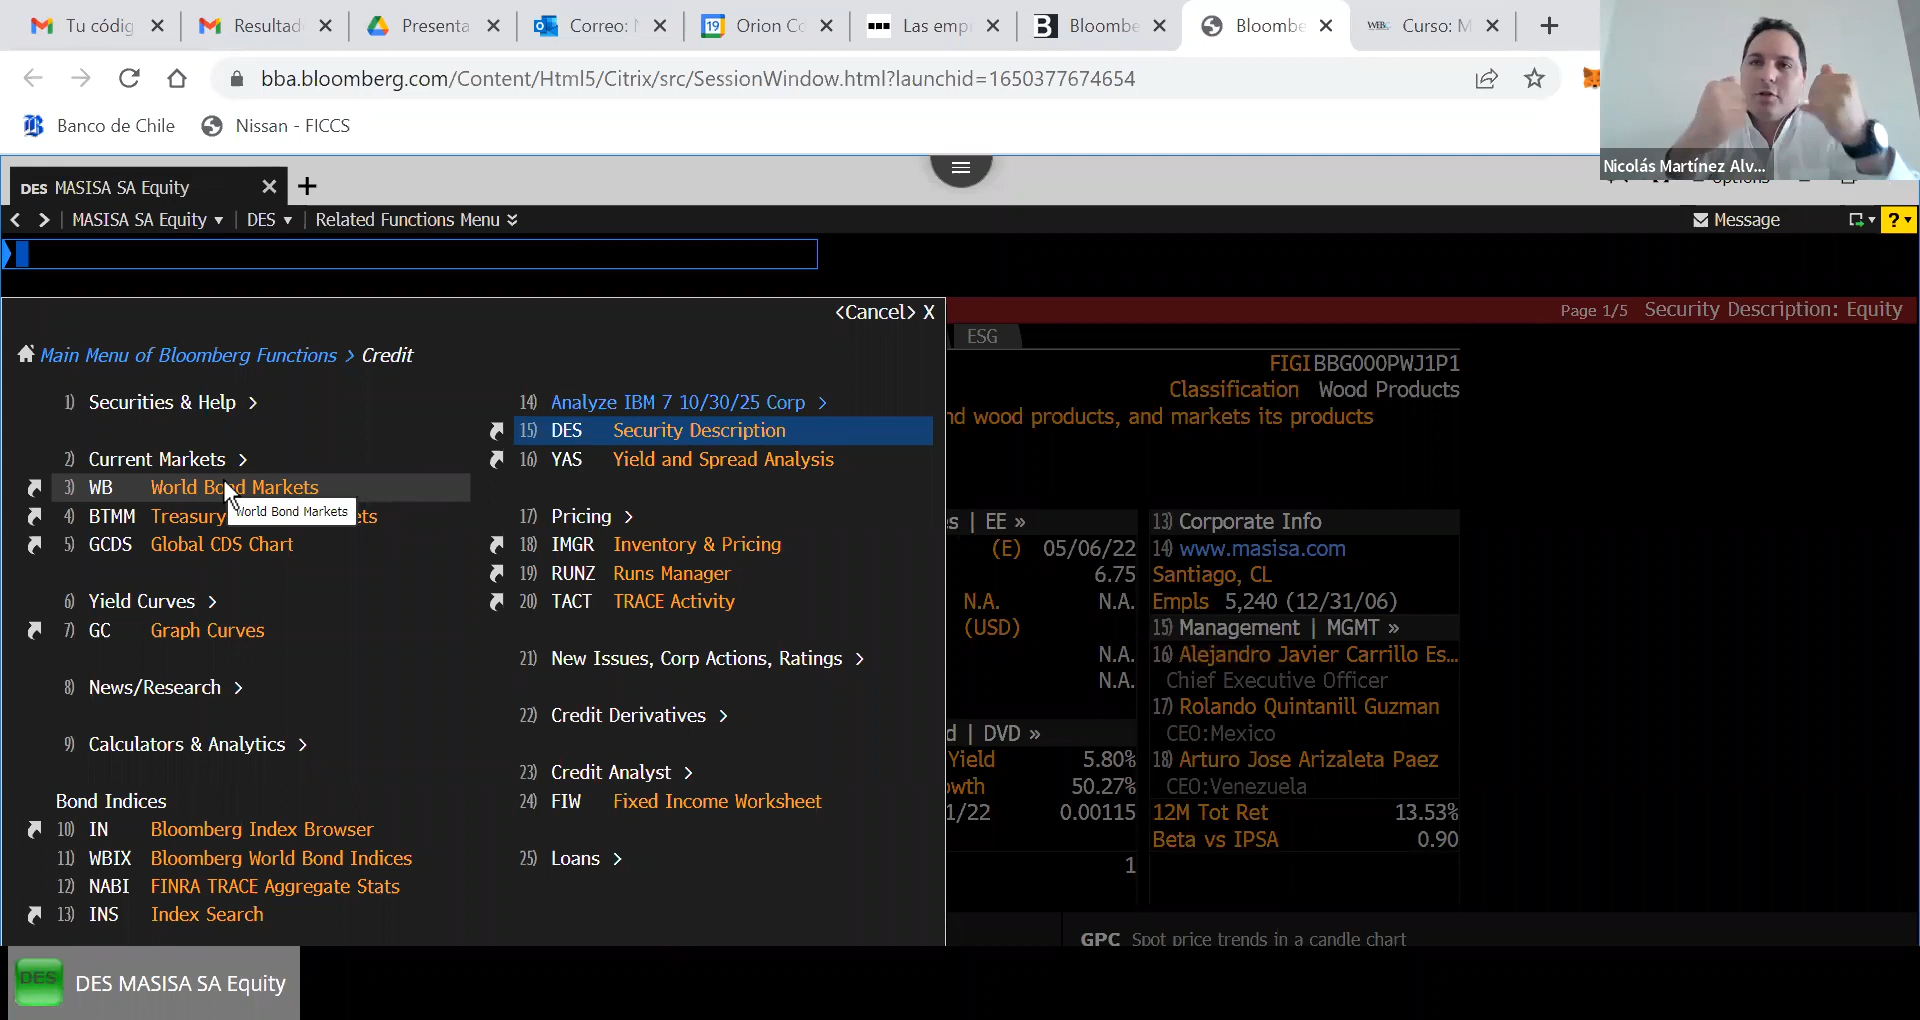 Tu códig
Resultad
Presenta
Correo: N
19
Orion Co
Las emp
B
Bloombe
Bloombe
WEBC
Curso: M
bba.bloomberg.com/Content/Html5/Citrix/src/SessionWindow.html?launchid=1650377674654
Banco de Chile
Nissan - FICCS
Nicolás Martínez Alv...
Options
DES MASISA SA Equity
MASISA SA Equity
DES
Related Functions Menu
Message
?
<Cancel> X
Page 1/5 Security Description: Equity
ESG
Main Menu of Bloomberg Functions > Credit
1) Securities & Help >
2) Current Markets >
3) WB World Bond Markets
World Bond Markets
4) BTMM Treasury ets
5) GCDS Global CDS Chart
6) Yield Curves >
7) GC Graph Curves
8) News/Research >
9) Calculators & Analytics >
Bond Indices
10) IN Bloomberg Index Browser
11) WBIX Bloomberg World Bond Indices
12) NABI FINRA TRACE Aggregate Stats
13) INS Index Search
14) Analyze IBM 7 10/30/25 Corp >
15) DES Security Description
16) YAS Yield and Spread Analysis
17) Pricing >
18) IMGR Inventory & Pricing
19) RUNZ Runs Manager
20) TACT TRACE Activity
21) New Issues, Corp Actions, Ratings >
22) Credit Derivatives >
23) Credit Analyst >
24) FIW Fixed Income Worksheet
25) Loans >
FIGI BBG000PWJ1P1
Classification Wood Products
nd wood products, and markets its products
s | EE »
(E) 05/06/22
6.75
N.A. N.A.
(USD)
N.A.
N.A.
d | DVD »
Yield 5.80%
owth 50.27%
1/22 0.00115
1
13) Corporate Info
14) www.masisa.com
Santiago, CL
Empls 5,240 (12/31/06)
15) Management | MGMT »
16) Alejandro Javier Carrillo Es...
Chief Executive Officer
17) Rolando Quintanill Guzman
CEO:Mexico
18) Arturo Jose Arizaleta Paez
CEO:Venezuela
12M Tot Ret 13.53%
Beta vs IPSA 0.90
GPC Spot price trends in a candle chart
DES
DES MASISA SA Equity